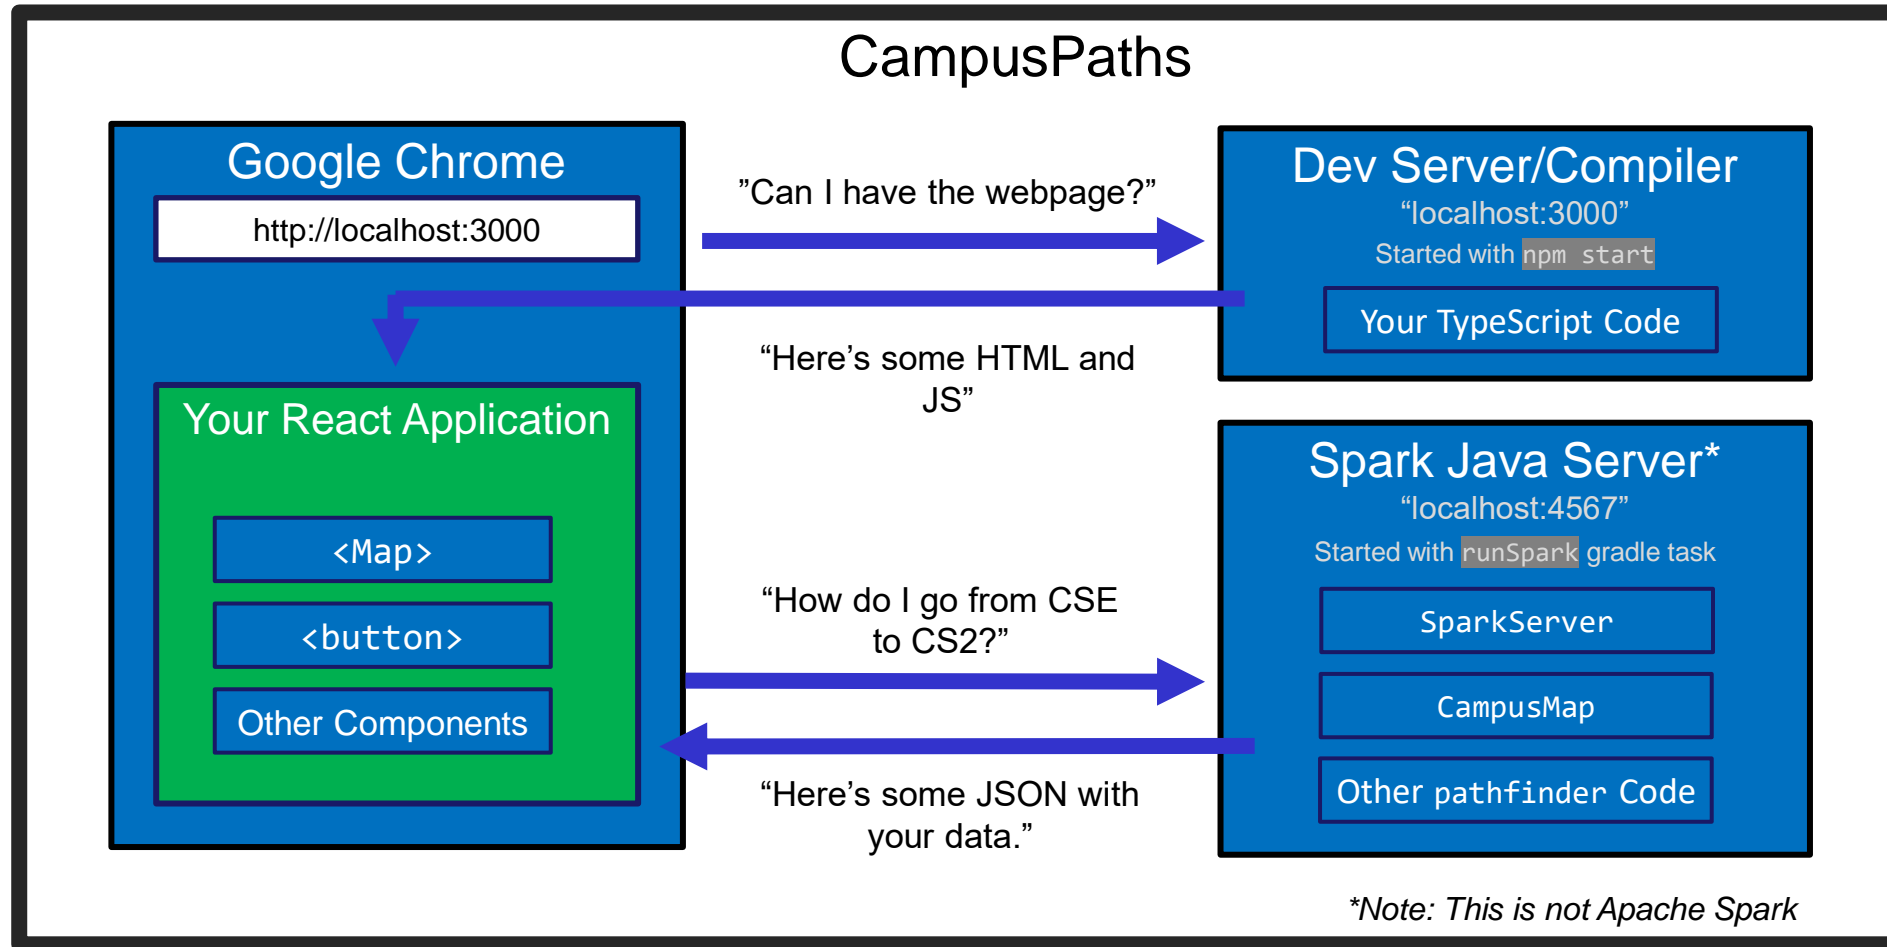 CampusPaths
Google Chrome
http://localhost:3000
”Can I have the webpage?”
“Here’s some HTML and
JS”
Your React Application
<Map>
<button>
Other Components
“How do I go from CSE
to CS2?”
“Here’s some JSON with
your data.”
Dev Server/Compiler
“localhost:3000”
Started with npm start
Your TypeScript Code
Spark Java Server*
“localhost:4567”
Started with runSpark gradle task
SparkServer
CampusMap
Other pathfinder Code
*Note: This is not Apache Spark